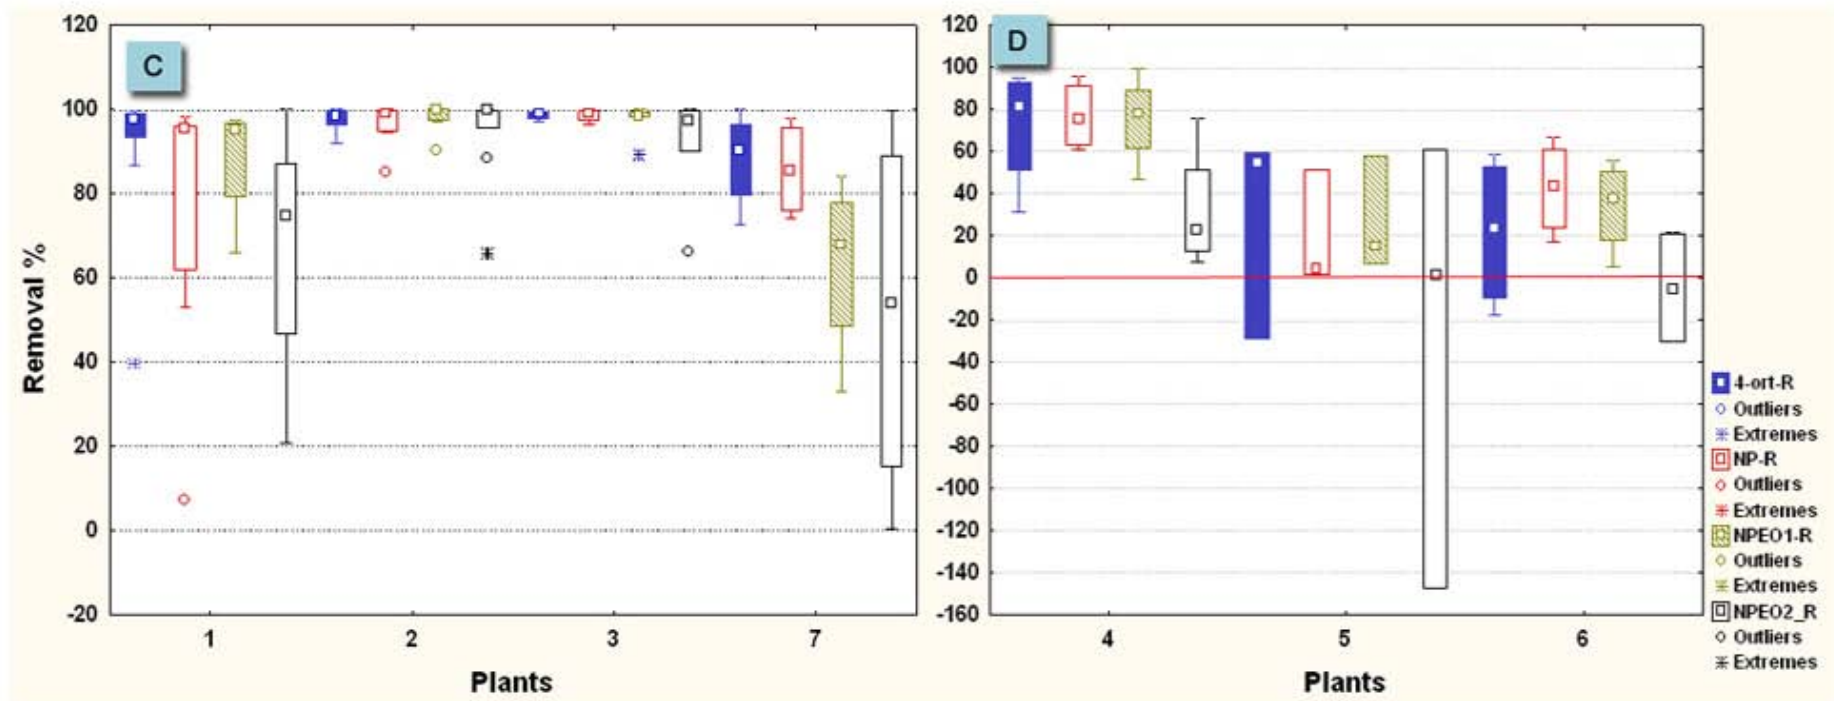 C
Removal %
120
100
80
60
40
20
0
-20
1 2 3 7
Plants
D
120
100
80
60
40
20
0
-20
-40
-60
-80
-100
-120
-140
-160
4 5 6
Plants
4-ort-R
Outliers
Extremes
NP-R
Outliers
Extremes
NPEO1-R
Outliers
Extremes
NPEO2_R
Outliers
Extremes